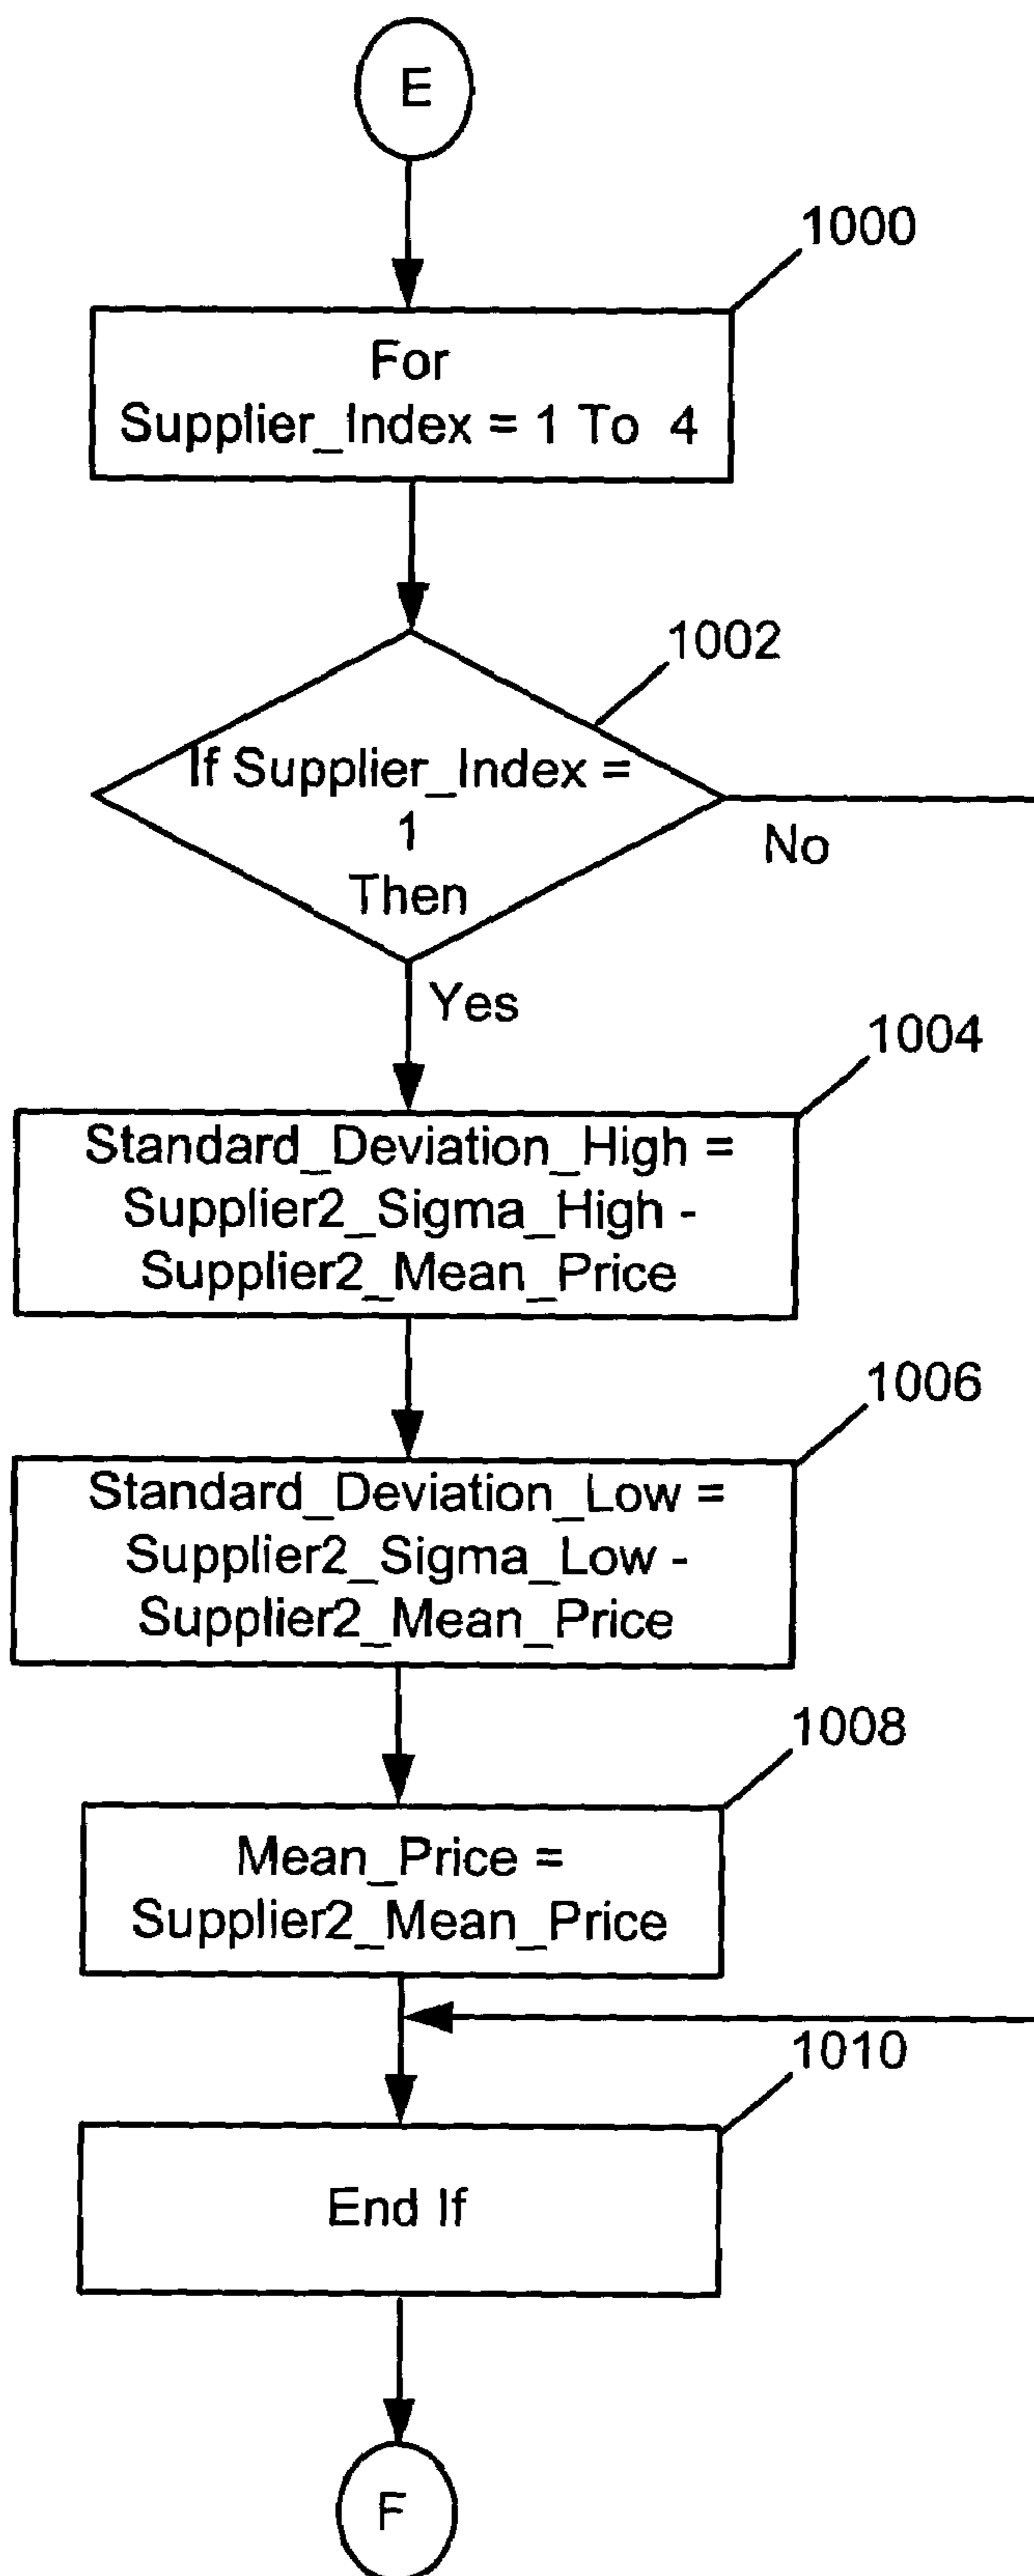 E
1000
For
Supplier_Index = 1 To 4
1002
If Supplier_Index =
1
Then
No
Yes
1004
Standard_Deviation_High =
Supplier2_Sigma_High -
Supplier2_Mean_Price
1006
Standard_Deviation_Low =
Supplier2_Sigma_Low -
Supplier2_Mean_Price
1008
Mean_Price =
Supplier2_Mean_Price
1010
End If
F